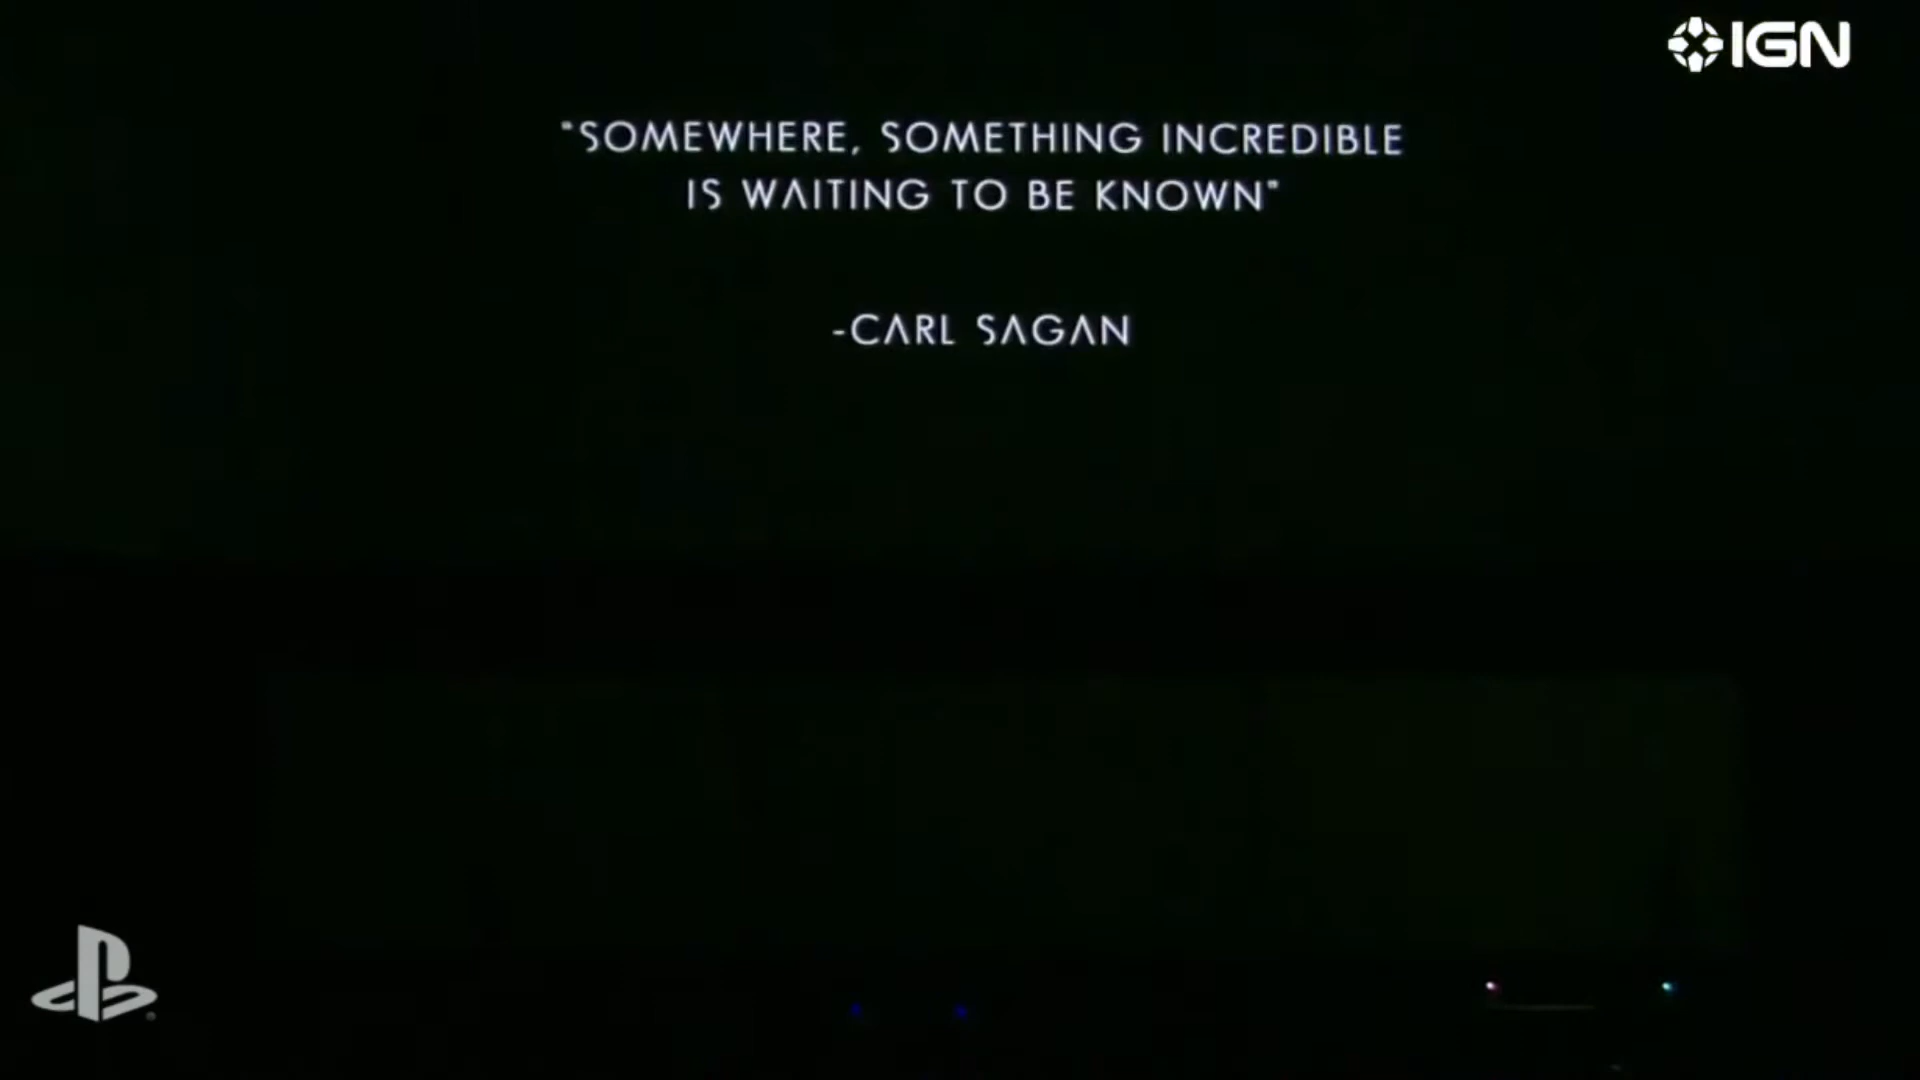 IGN
"SOMEWHERE, SOMETHING INCREDIBLE
IS WAITING TO BE KNOWN"
-CARL SAGAN